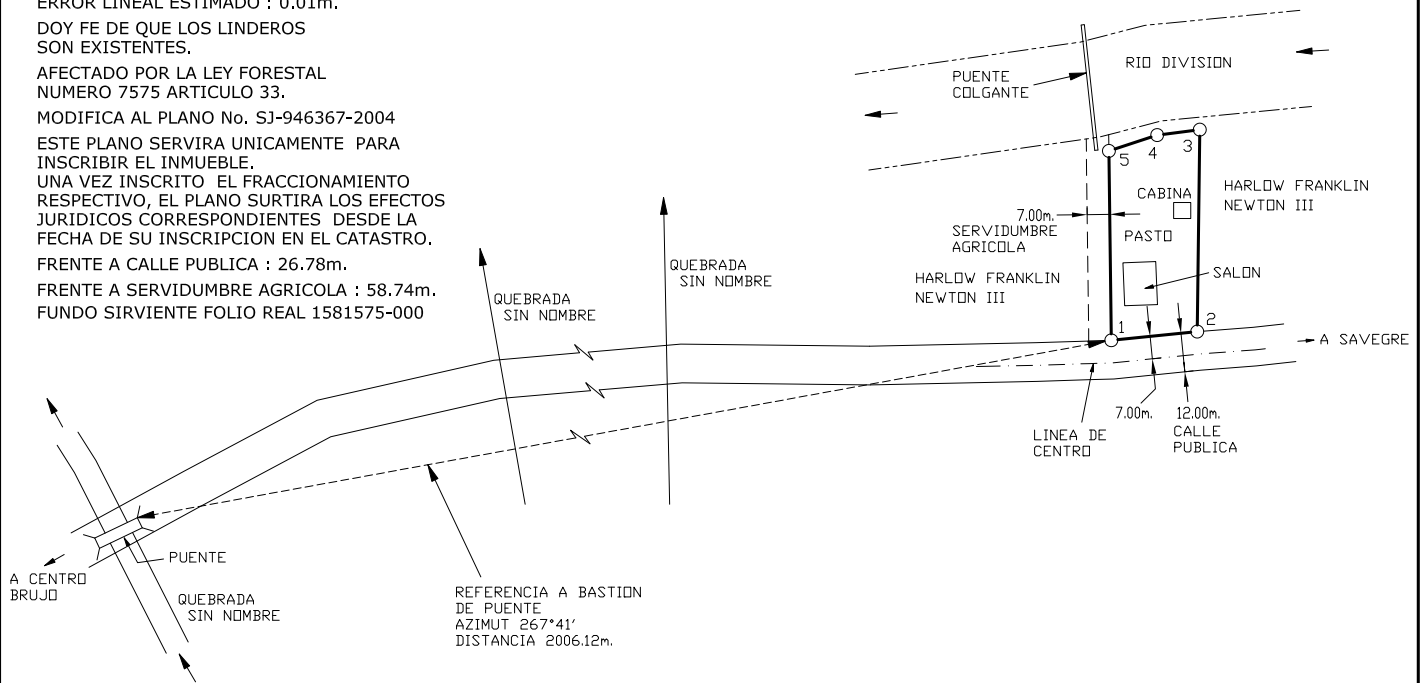 ERROR LINEAL ESTIMADO : 0.01m.
DOY FE DE QUE LOS LINDEROS
SON EXISTENTES.
AFECTADO POR LA LEY FORESTAL
NUMERO 7575 ARTICULO 33.
MODIFICA AL PLANO No. SJ-946367-2004
ESTE PLANO SERVIRA UNICAMENTE PARA
INSCRIBIR EL INMUEBLE.
UNA VEZ INSCRITO EL FRACCIONAMIENTO
RESPECTIVO, EL PLANO SURTIRA LOS EFECTOS
JURIDICOS CORRESPONDIENTES DESDE LA
FECHA DE SU INSCRIPCION EN EL CATASTRO.
FRENTE A CALLE PUBLICA : 26.78m.
FRENTE A SERVIDUMBRE AGRICOLA : 58.74m.
FUNDO SIRVIENTE FOLIO REAL 1581575-000
PUENTE
COLGANTE
RIO DIVISION
5
4
3
CABINA
HARLOW FRANKLIN
NEWTON III
7.00m.
SERVIDUMBRE
AGRICOLA
PASTO
HARLOW FRANKLIN
NEWTON III
SALON
1
2
A SAVEGRE
QUEBRADA
SIN NOMBRE
QUEBRADA
SIN NOMBRE
7.00m.
12.00m.
CALLE
PUBLICA
LINEA DE
CENTRO
PUENTE
A CENTRO
BRUJO
QUEBRADA
SIN NOMBRE
REFERENCIA A BASTION
DE PUENTE
AZIMUT 267°41'
DISTANCIA 2006.12m.